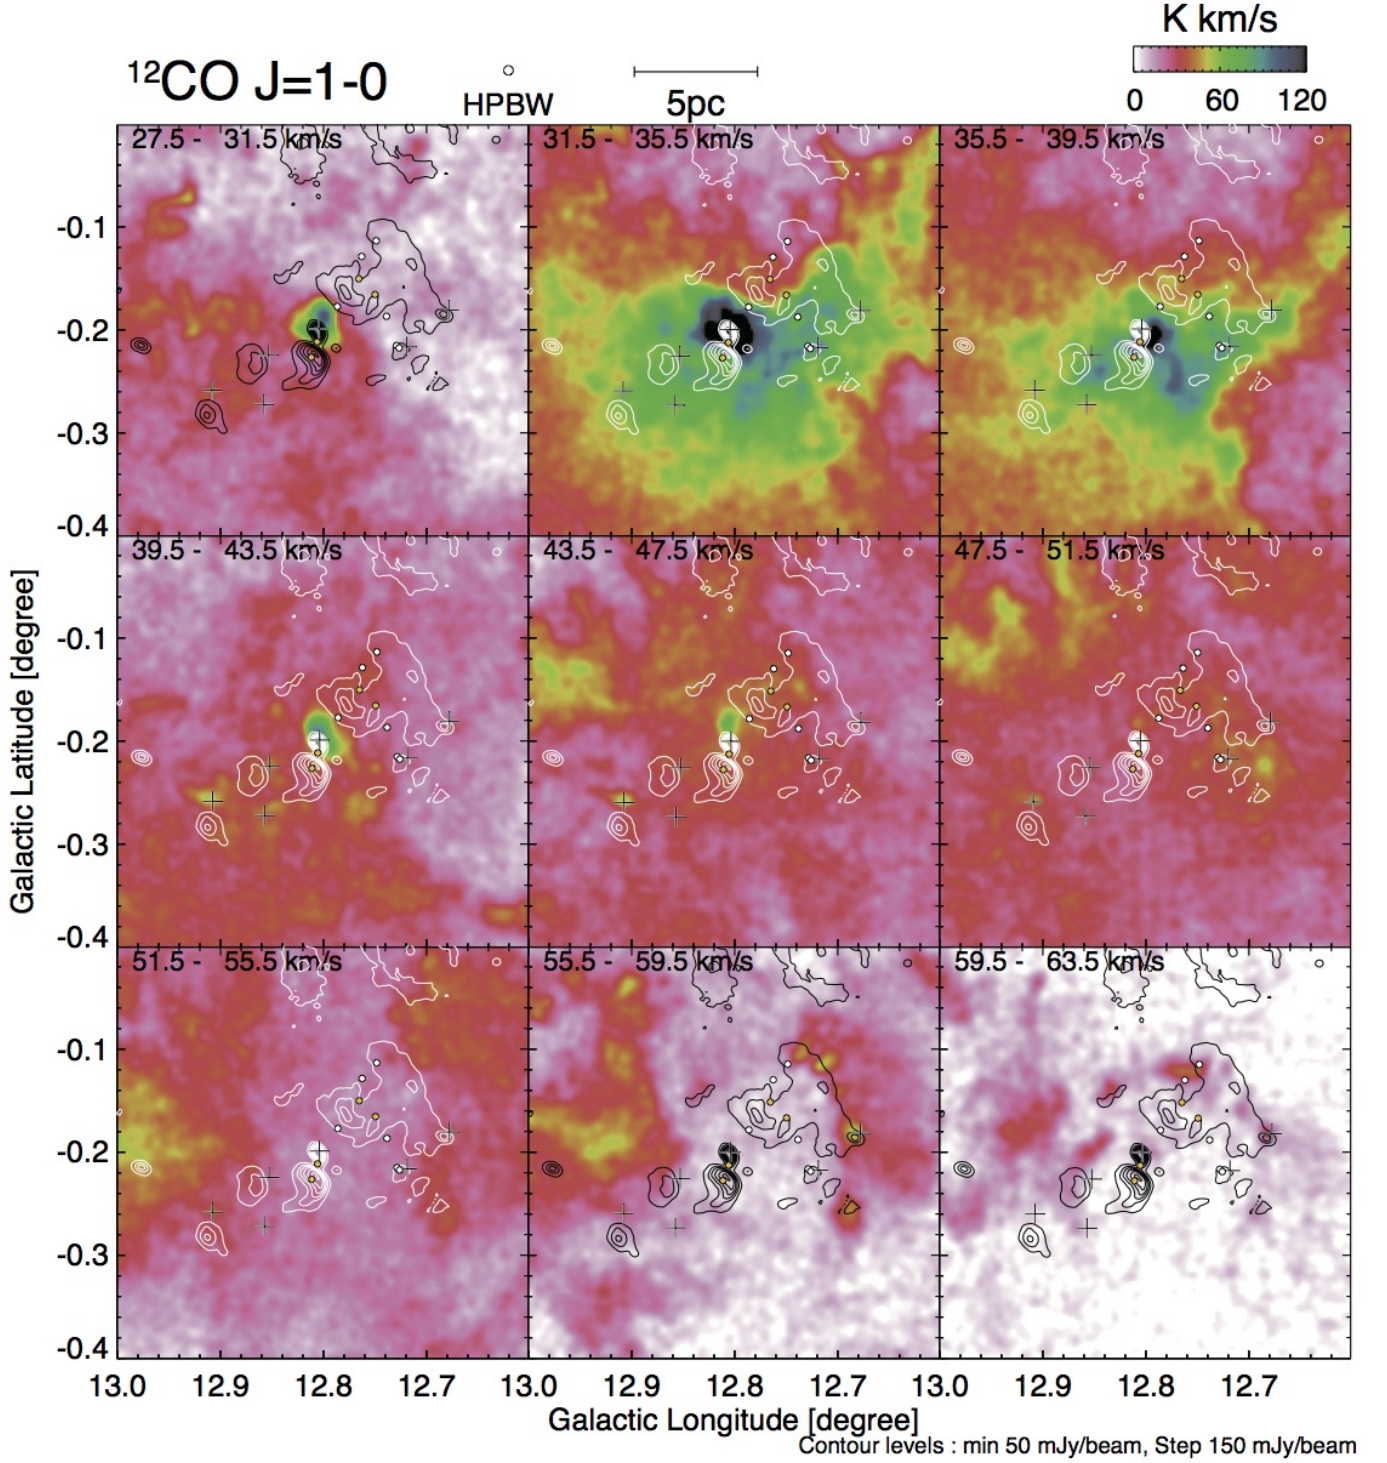 K km/s
¹²CO J=1-0
HPBW
5pc
0 60 120
27.5 - 31.5 km/s
31.5 - 35.5 km/s
35.5 - 39.5 km/s
-0.1
-0.2
-0.3
-0.4
39.5 - 43.5 km/s
43.5 - 47.5 km/s
47.5 - 51.5 km/s
-0.1
-0.2
-0.3
-0.4
Galactic Latitude [degree]
51.5 - 55.5 km/s
55.5 - 59.5 km/s
59.5 - 63.5 km/s
-0.1
-0.2
-0.3
-0.4
13.0 12.9 12.8 12.7 13.0 12.9 12.8 12.7 13.0 12.9 12.8 12.7
Galactic Longitude [degree]
Contour levels : min 50 mJy/beam, Step 150 mJy/beam